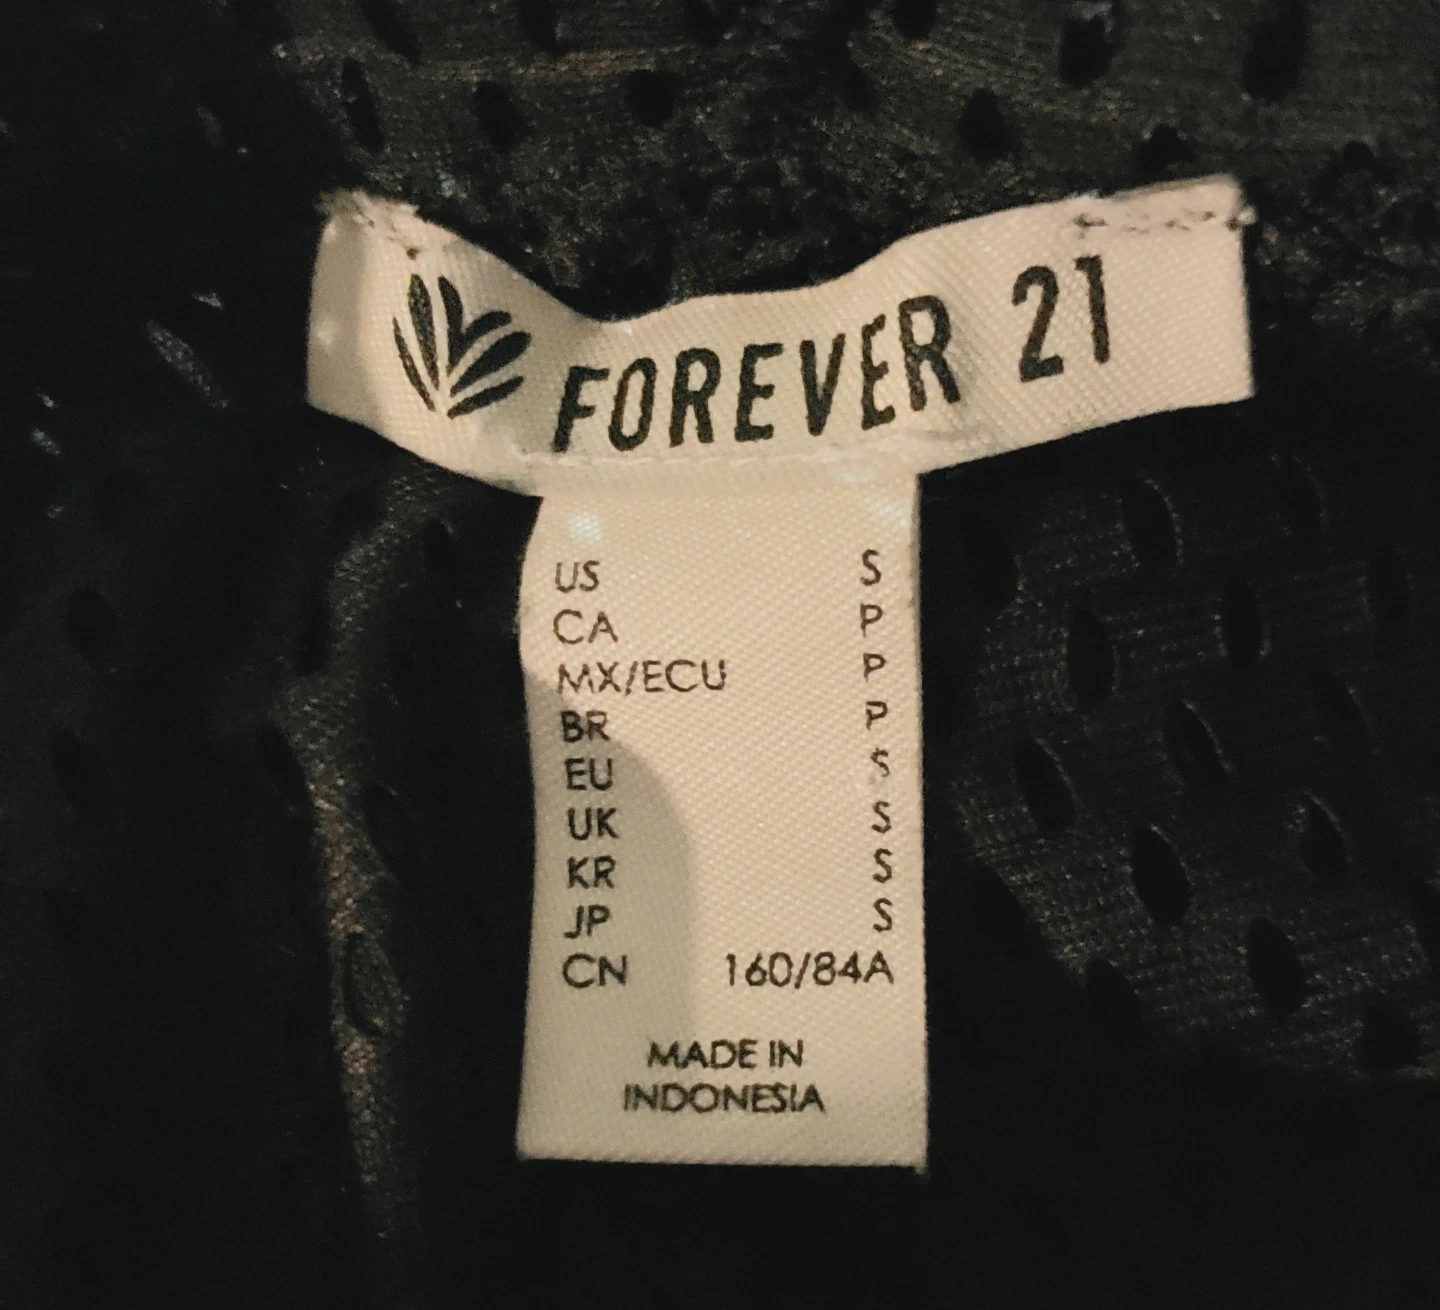 FOREVER 21
US S
CA P
MX/ECU P
BR P
EU S
UK S
KR S
JP S
CN 160/84A
MADE IN
INDONESIA